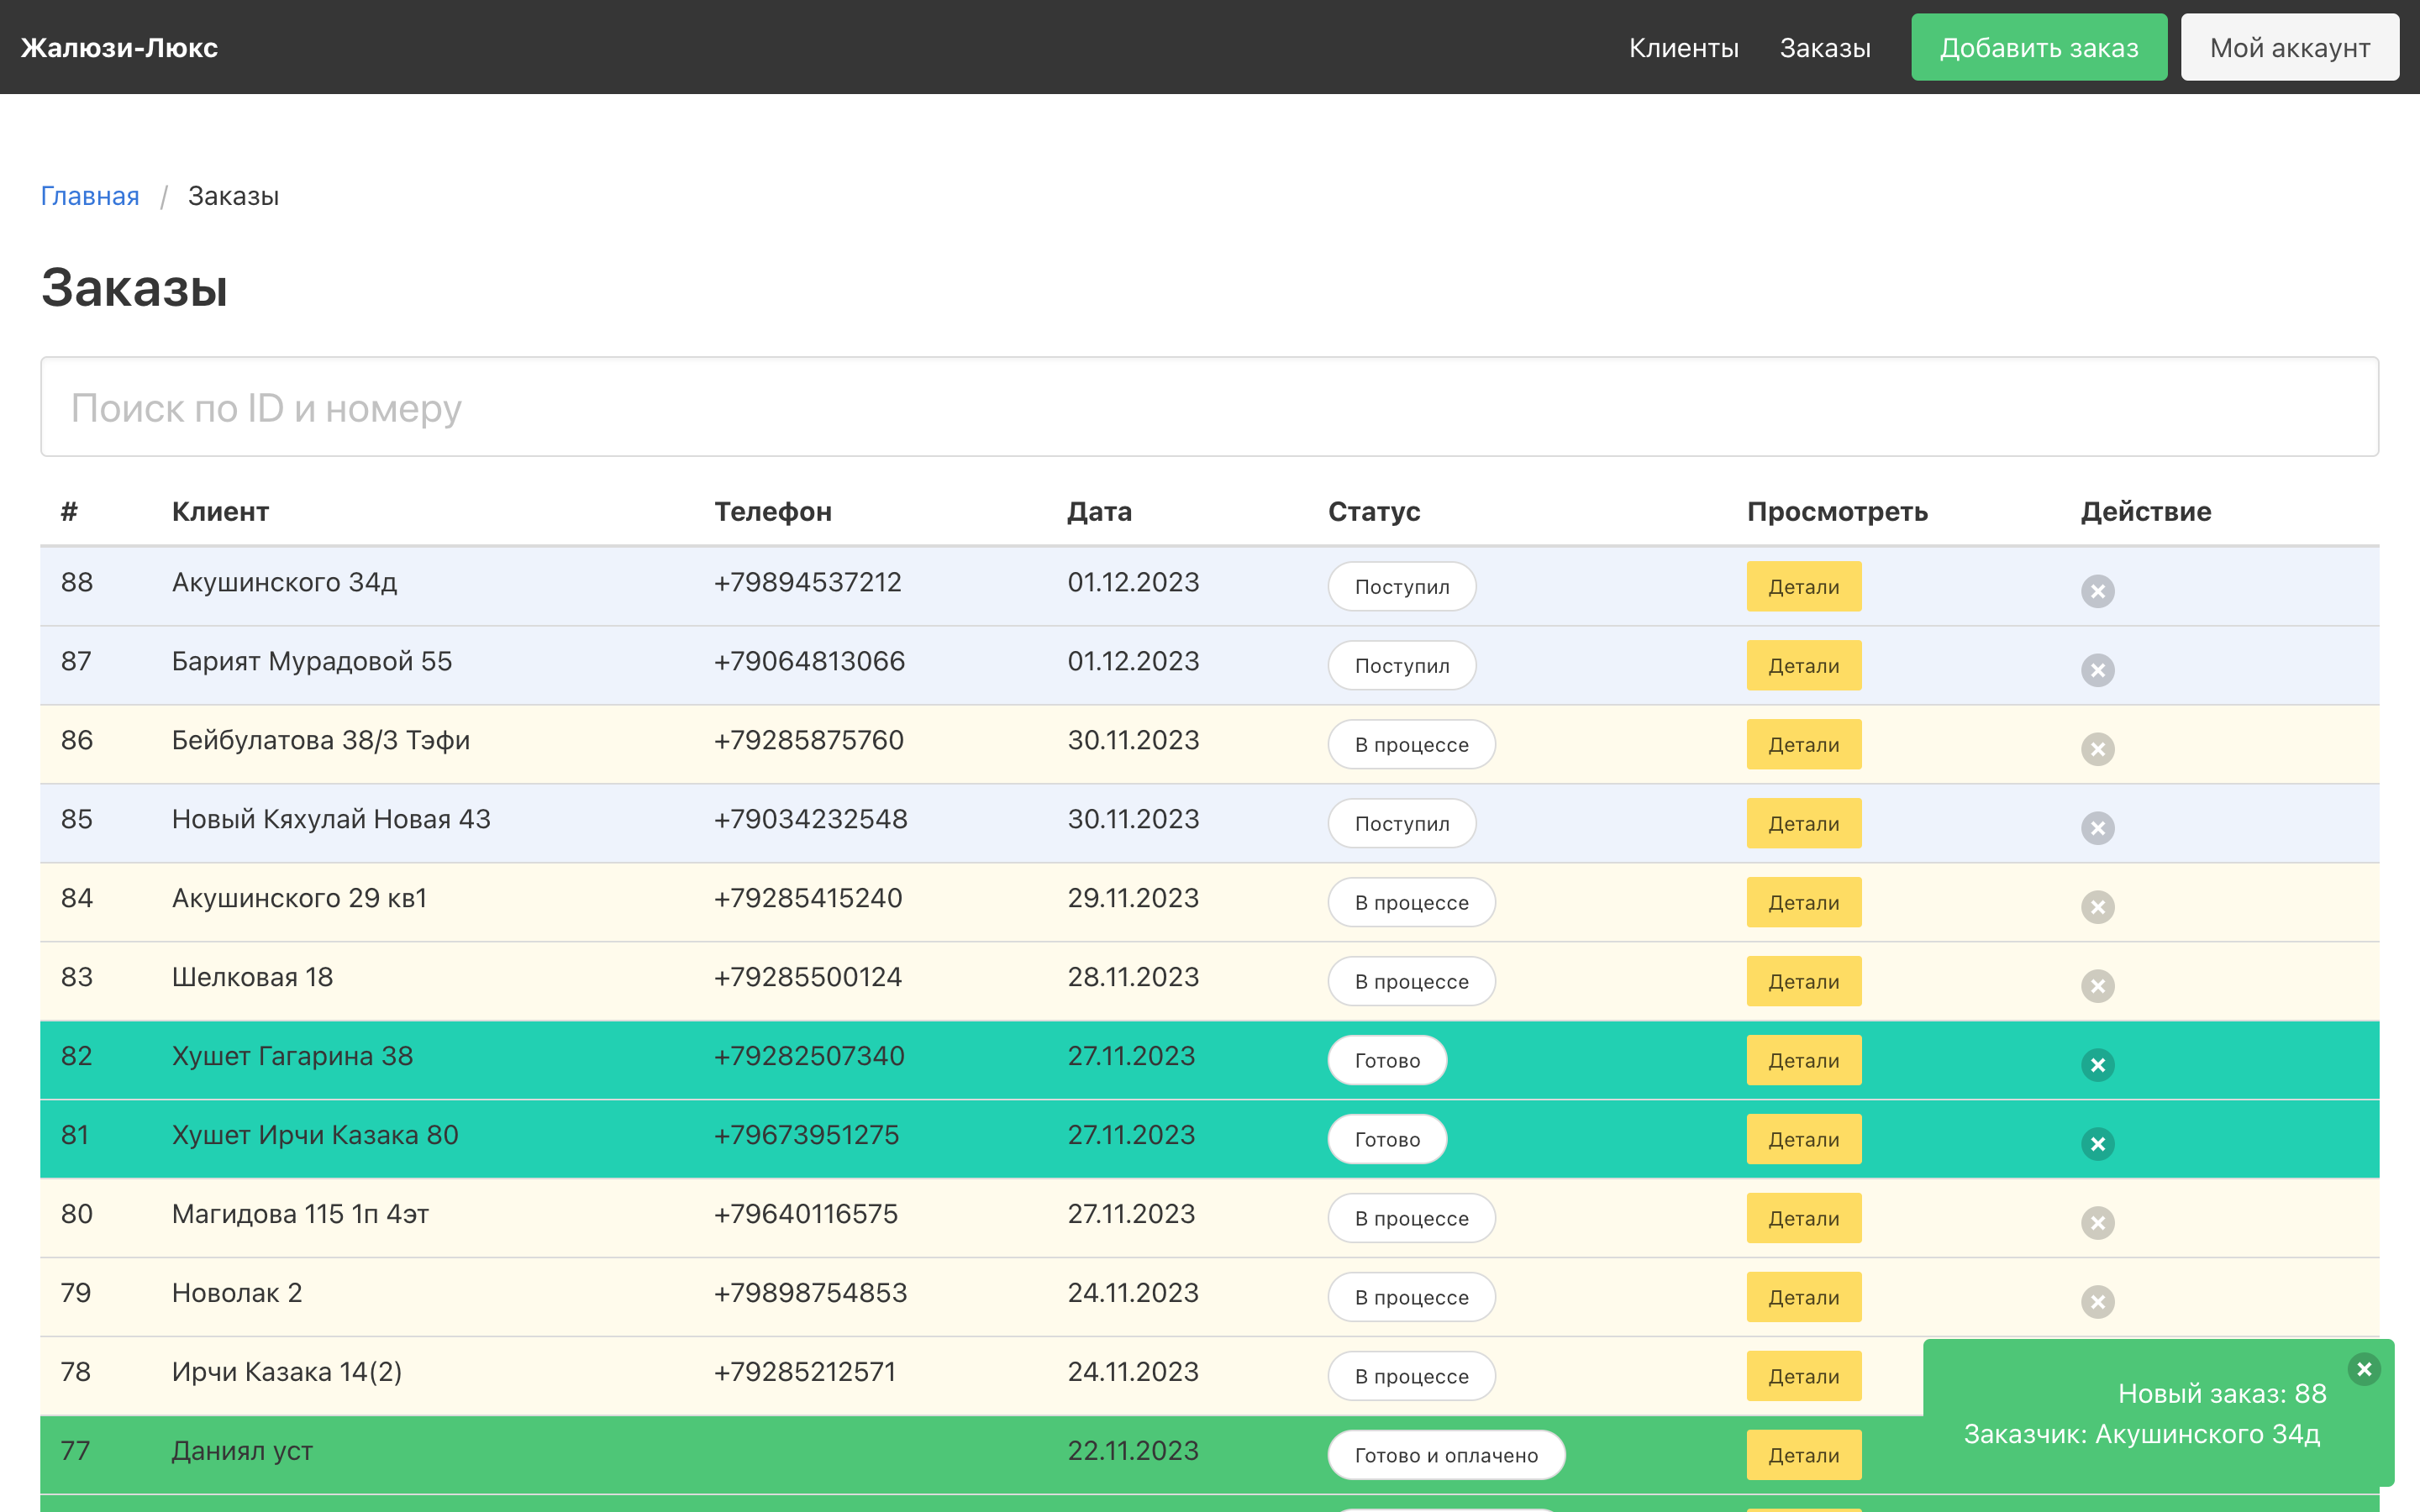 Жалюзи-Люкс Клиенты Заказы Добавить заказ Мой аккаунт
Главная / Заказы
Заказы
Поиск по ID и номеру
# Клиент Телефон Дата Статус Просмотреть Действие
88 Акушинского 34д +79894537212 01.12.2023 Поступил Детали
87 Барият Мурадовой 55 +79064813066 01.12.2023 Поступил Детали
86 Бейбулатова 38/3 Тэфи +79285875760 30.11.2023 В процессе Детали
85 Новый Кяхулай Новая 43 +79034232548 30.11.2023 Поступил Детали
84 Акушинского 29 кв1 +79285415240 29.11.2023 В процессе Детали
83 Шелковая 18 +79285500124 28.11.2023 В процессе Детали
82 Хушет Гагарина 38 +79282507340 27.11.2023 Готово Детали
81 Хушет Ирчи Казака 80 +79673951275 27.11.2023 Готово Детали
80 Магидова 115 1п 4эт +79640116575 27.11.2023 В процессе Детали
79 Новолак 2 +79898754853 24.11.2023 В процессе Детали
78 Ирчи Казака 14(2) +79285212571 24.11.2023 В процессе Детали
77 Даниял уст 22.11.2023 Готово и оплачено Детали
Новый заказ: 88
Заказчик: Акушинского 34д